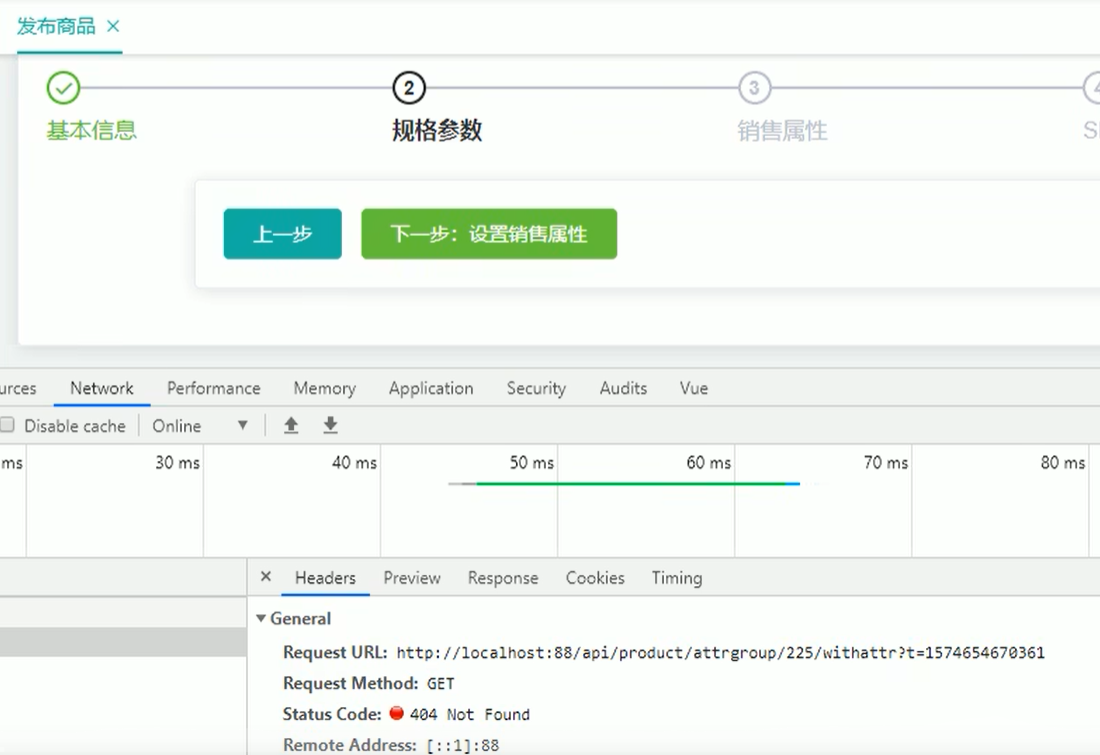 发布商品 ×
2 3 4
基本信息 规格参数 销售属性
上一步 下一步：设置销售属性
Network Performance Memory Application Security Audits Vue
Disable cache Online ▼
ms 30 ms 40 ms 50 ms 60 ms 70 ms 80 ms
× Headers Preview Response Cookies Timing
▼ General
Request URL: http://localhost:88/api/product/attrgroup/225/withattr?t=1574654670361
Request Method: GET
Status Code: 404 Not Found
Remote Address: [::1]:88